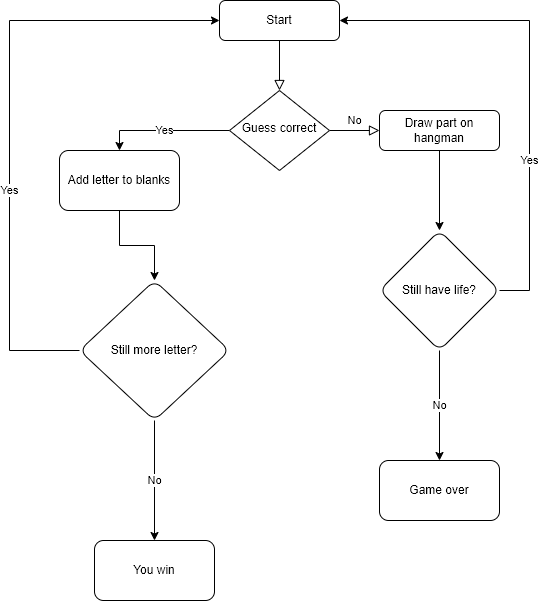 Start
Guess correct
Yes
No
Draw part on
hangman
Add letter to blanks
Yes
Yes
Still have life?
Still more letter?
No
No
Game over
You win